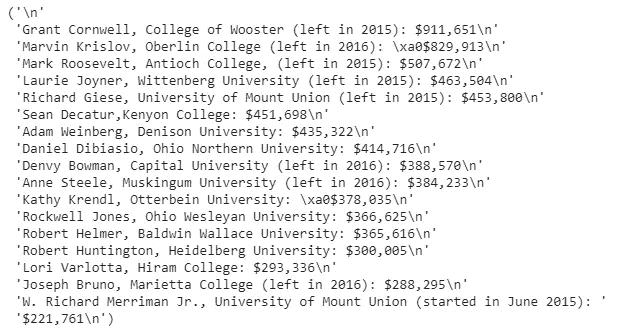 ('\n'
'Grant Cornwell, College of Wooster (left in 2015): $911,651\n'
'Marvin Krislov, Oberlin College (left in 2016): \xa0$829,913\n'
'Mark Roosevelt, Antioch College, (left in 2015): $507,672\n'
'Laurie Joyner, Wittenberg University (left in 2015): $463,504\n'
'Richard Giese, University of Mount Union (left in 2015): $453,800\n'
'Sean Decatur,Kenyon College: $451,698\n'
'Adam Weinberg, Denison University: $435,322\n'
'Daniel Dibiasio, Ohio Northern University: $414,716\n'
'Denvy Bowman, Capital University (left in 2016): $388,570\n'
'Anne Steele, Muskingum University (left in 2016): $384,233\n'
'Kathy Krendl, Otterbein University: \xa0$378,035\n'
'Rockwell Jones, Ohio Wesleyan University: $366,625\n'
'Robert Helmer, Baldwin Wallace University: $365,616\n'
'Robert Huntington, Heidelberg University: $300,005\n'
'Lori Varlotta, Hiram College: $293,336\n'
'Joseph Bruno, Marietta College (left in 2016): $288,295\n'
'W. Richard Merriman Jr., University of Mount Union (started in June 2015): '
'$221,761\n')